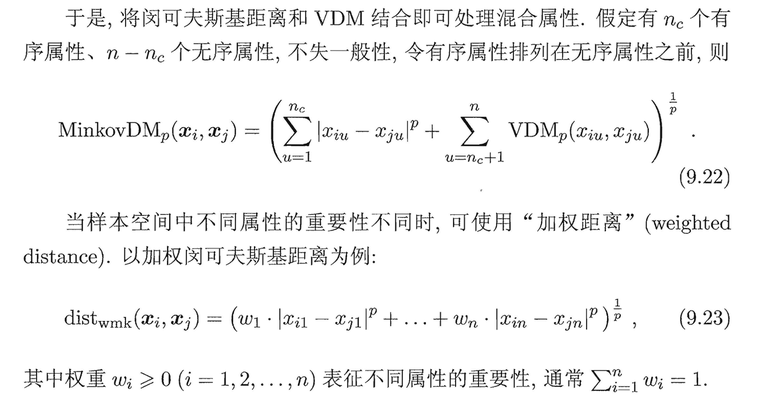 于是, 将闵可夫斯基距离和 VDM 结合即可处理混合属性. 假定有 $n_c$ 个有
序属性、$n - n_c$ 个无序属性, 不失一般性, 令有序属性排列在无序属性之前, 则
$$\text{MinkovDM}_p(\boldsymbol{x}_i, \boldsymbol{x}_j) = \left( \sum_{u=1}^{n_c} |x_{iu} - x_{ju}|^p + \sum_{u=n_c+1}^{n} \text{VDM}_p(x_{iu}, x_{ju}) \right)^{\frac{1}{p}} .$$
(9.22)
当样本空间中不同属性的重要性不同时, 可使用“加权距离” (weighted
distance). 以加权闵可夫斯基距离为例:
$$\text{dist}_{\text{wmk}}(\boldsymbol{x}_i, \boldsymbol{x}_j) = \left( w_1 \cdot |x_{i1} - x_{j1}|^p + \ldots + w_n \cdot |x_{in} - x_{jn}|^p \right)^{\frac{1}{p}} , \quad (9.23)$$
其中权重 $w_i \geqslant 0$ ($i = 1, 2, \ldots, n$) 表征不同属性的重要性, 通常 $\sum_{i=1}^{n} w_i = 1$.